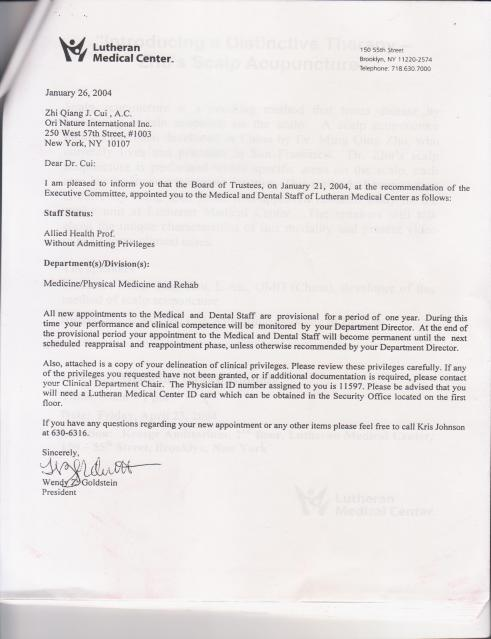 Lutheran
Medical Center.
150 55th Street
Brooklyn, NY 11220-2574
Telephone: 718.630.7000
January 26, 2004
Zhi Qiang J. Cui , A.C.
Ori Nature International Inc.
250 West 57th Street, #1003
New York, NY 10107
Dear Dr. Cui:
I am pleased to inform you that the Board of Trustees, on January 21, 2004, at the recommendation of the
Executive Committee, appointed you to the Medical and Dental Staff of Lutheran Medical Center as follows:
Staff Status:
Allied Health Prof.
Without Admitting Privileges
Department(s)/Division(s):
Medicine/Physical Medicine and Rehab
All new appointments to the Medical and Dental Staff are provisional for a period of one year. During this
time your performance and clinical competence will be monitored by your Department Director. At the end of
the provisional period your appointment to the Medical and Dental Staff will become permanent until the next
scheduled reappraisal and reappointment phase, unless otherwise recommended by your Department Director.
Also, attached is a copy of your delineation of clinical privileges. Please review these privileges carefully. If any
of the privileges you requested have not been granted, or if additional documentation is required, please contact
your Clinical Department Chair. The Physician ID number assigned to you is 11597. Please be advised that you
will need a Lutheran Medical Center ID card which can be obtained in the Security Office located on the first
floor.
If you have any questions regarding your new appointment or any other items please feel free to call Kris Johnson
at 630-6316.
Sincerely,
Wendy Z. Goldstein
President
Lutheran
Medical Center.